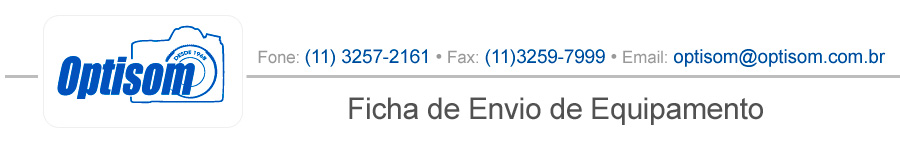 DESDE 1968
Optisom
Fone: (11) 3257-2161 • Fax: (11)3259-7999 • Email: optisom@optisom.com.br
Ficha de Envio de Equipamento